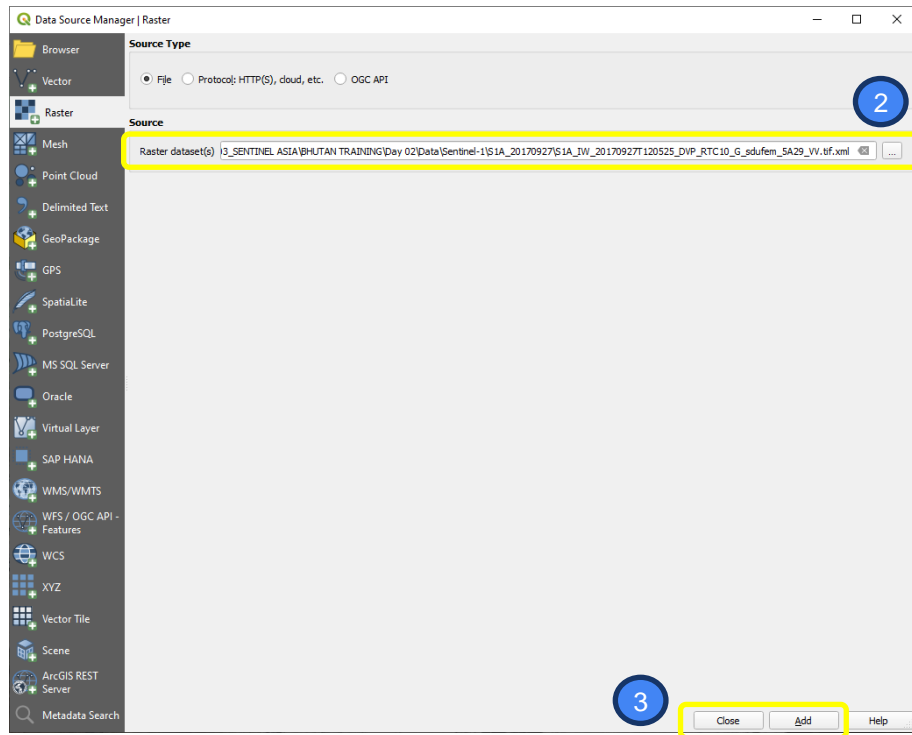 Data Source Manager | Raster
Browser
Vector
Raster
Mesh
Point Cloud
Delimited Text
GeoPackage
GPS
SpatiaLite
PostgreSQL
MS SQL Server
Oracle
Virtual Layer
SAP HANA
WMS/WMTS
WFS / OGC API -
Features
WCS
XYZ
Vector Tile
Scene
ArcGIS REST
Server
Metadata Search
Source Type
File Protocol: HTTP(S), cloud, etc. OGC API
2
Source
Raster dataset(s) 03_SENTINEL ASIA\BHUTAN TRAINING\Day 02\Data\Sentinel-1\S1A_20170927\S1A_IW_20170927T120525_DVP_RTC10_G_sdufem_5A29_VV.tif.xml ...
3
Close Add Help